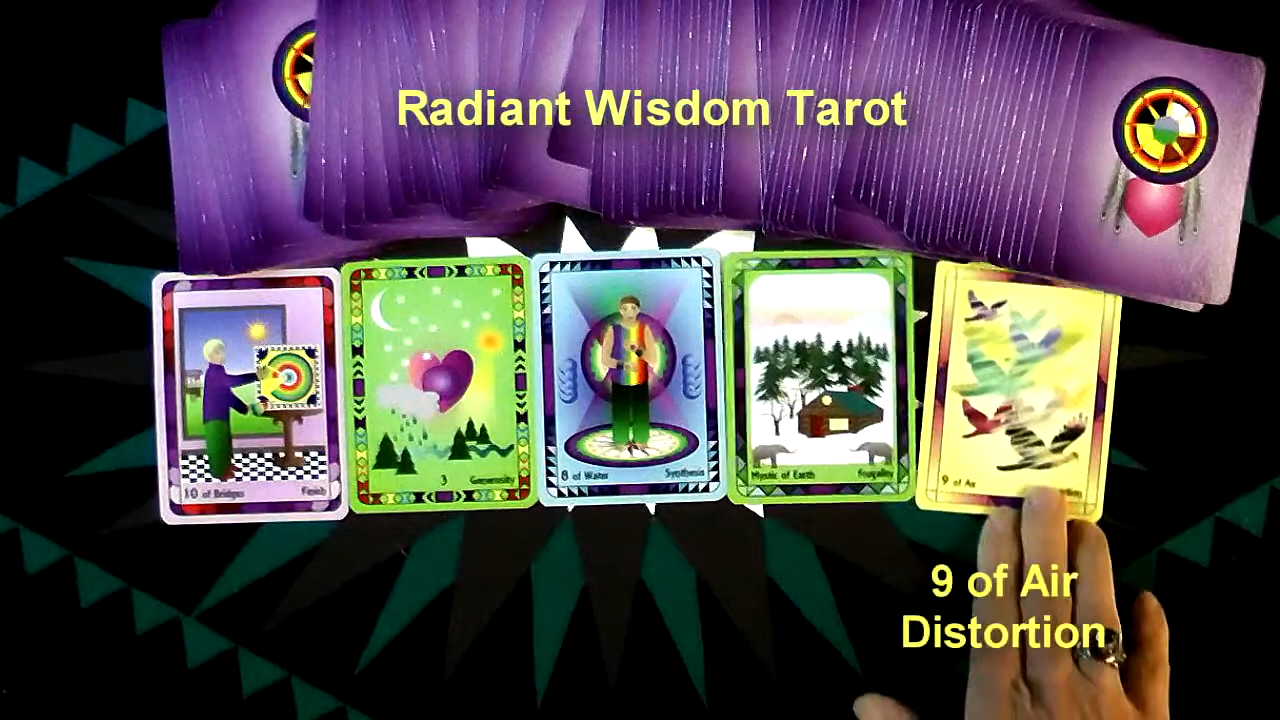 Radiant Wisdom Tarot
10 of Bridges
3
Generosity
8 of Water
Synthesis
Mystic of Earth
Frugality
9 of Air
9 of Air
Distortion